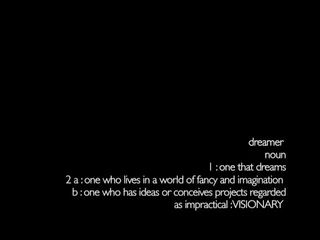 dreamer
noun
1 : one that dreams
2 a : one who lives in a world of fancy and imagination
b : one who has ideas or conceives projects regarded
as impractical :VISIONARY